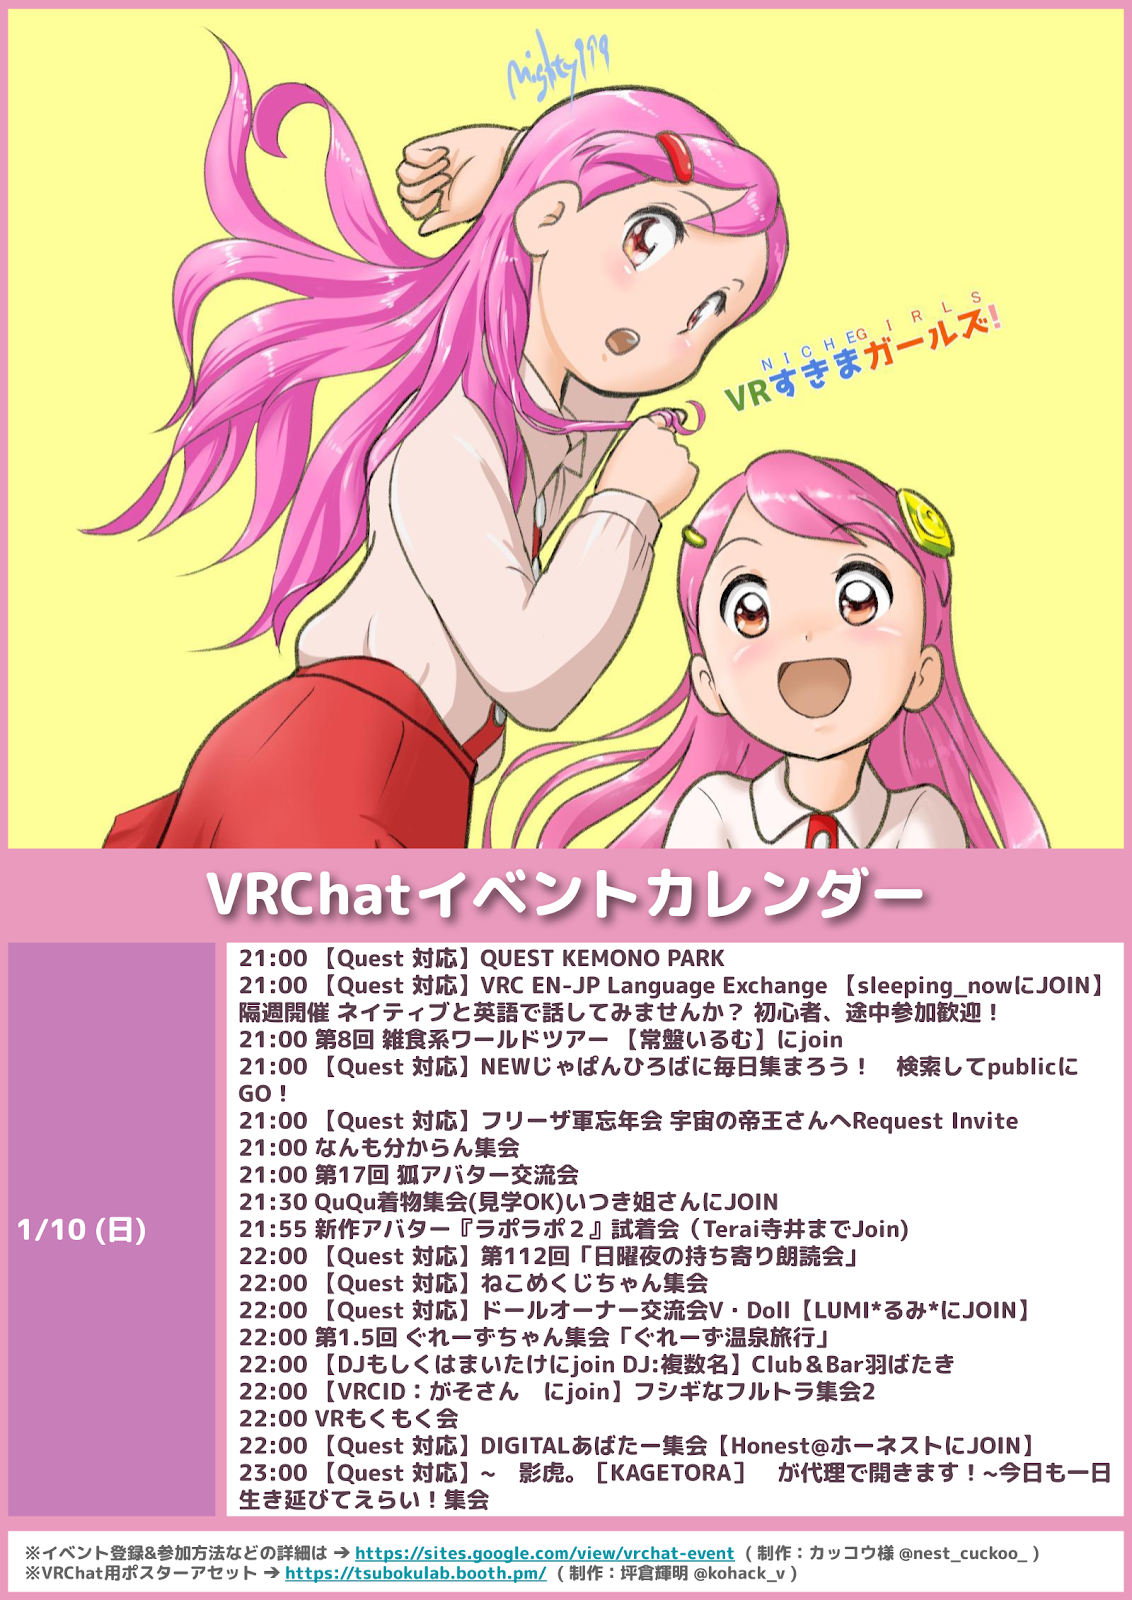 mighty199
NICHE GIRLS
VRすきまガールズ!
VRChatイベントカレンダー
1/10 (日)
21:00 【Quest 対応】QUEST KEMONO PARK
21:00 【Quest 対応】VRC EN-JP Language Exchange 【sleeping_nowにJOIN】
隔週開催 ネイティブと英語で話してみませんか？ 初心者、途中参加歓迎！
21:00 第8回 雑食系ワールドツアー 【常盤いるむ】にjoin
21:00 【Quest 対応】NEWじゃぱんひろばに毎日集まろう！　検索してpublicに
GO！
21:00 【Quest 対応】フリーザ軍忘年会 宇宙の帝王さんへRequest Invite
21:00 なんも分からん集会
21:00 第17回 狐アバター交流会
21:30 QuQu着物集会(見学OK)いつき姐さんにJOIN
21:55 新作アバター『ラポラポ２』試着会（Terai寺井までJoin)
22:00 【Quest 対応】第112回「日曜夜の持ち寄り朗読会」
22:00 【Quest 対応】ねこめくじちゃん集会
22:00 【Quest 対応】ドールオーナー交流会V・Doll【LUMI*るみ*にJOIN】
22:00 第1.5回 ぐれーずちゃん集会「ぐれーず温泉旅行」
22:00 【DJもしくはまいたけにjoin DJ:複数名】Club＆Bar羽ばたき
22:00 【VRCID：がそさん　にjoin】フシギなフルトラ集会2
22:00 VRもくもく会
22:00 【Quest 対応】DIGITALあばたー集会【Honest@ホーネストにJOIN】
23:00 【Quest 対応】~　影虎。［KAGETORA］　が代理で開きます！~今日も一日
生き延びてえらい！集会
※イベント登録&参加方法などの詳細は → https://sites.google.com/view/vrchat-event （ 制作：カッコウ様 @nest_cuckoo_ ）
※VRChat用ポスターアセット → https://tsubokulab.booth.pm/ （ 制作：坪倉輝明 @kohack_v ）